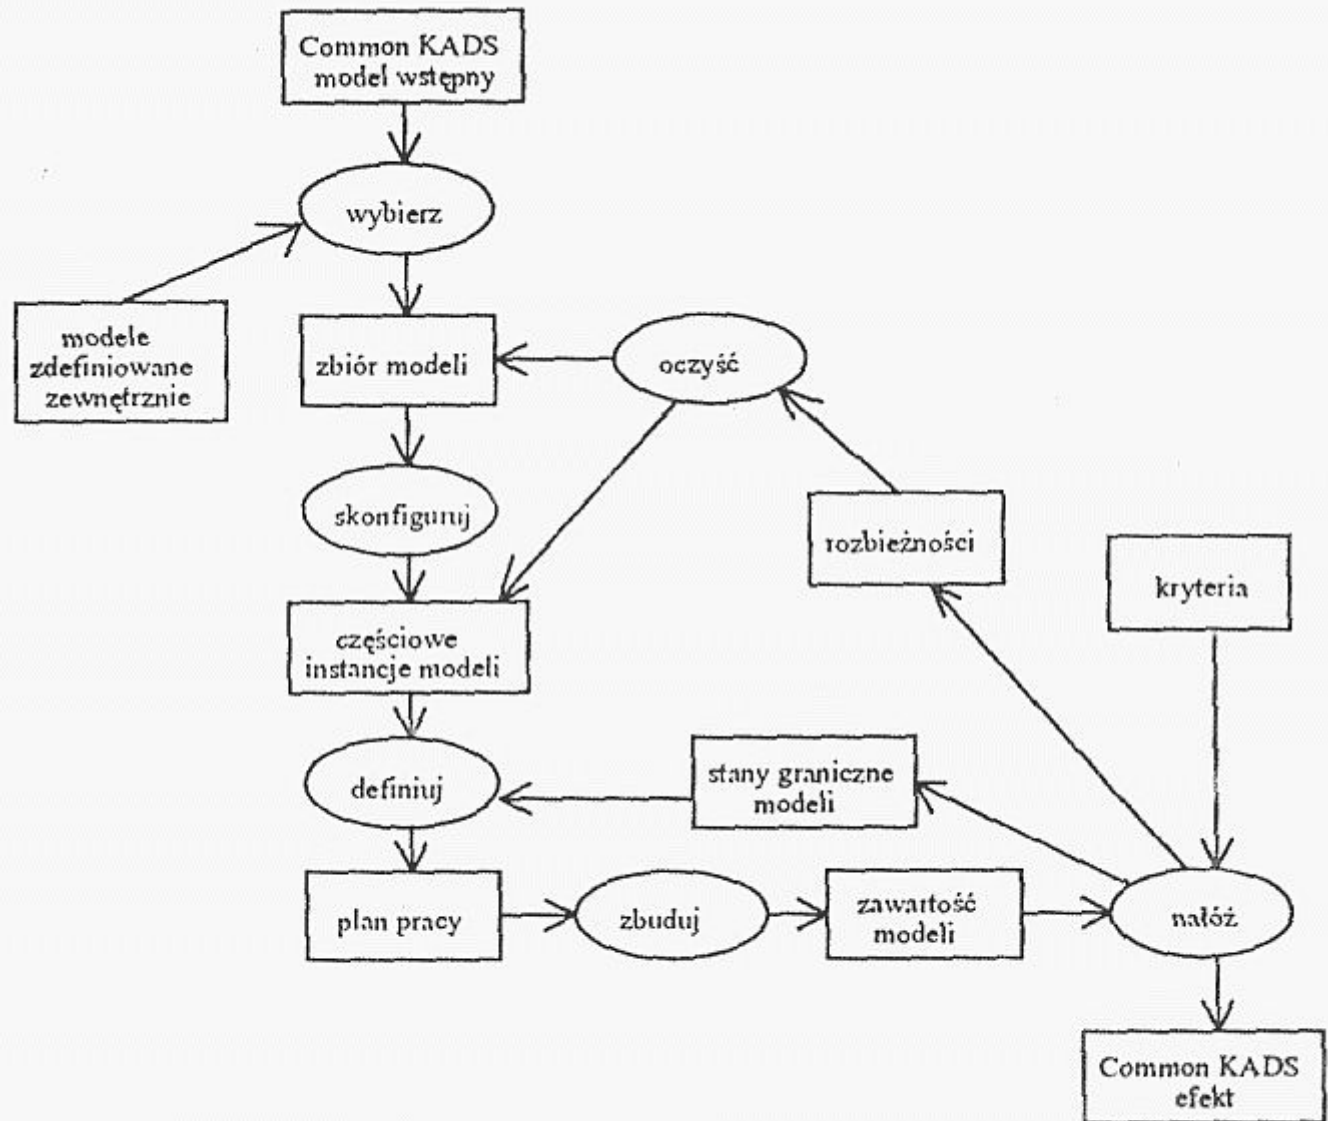 Common KADS
model wstępny
wybierz
modele
zdefiniowane
zewnętrznie
zbiór modeli
oczyść
skonfiguruj
rozbieżności
kryteria
częściowe
instancje modeli
definiuj
stany graniczne
modeli
plan pracy
zbuduj
zawartość
modeli
nałóż
Common KADS
efekt